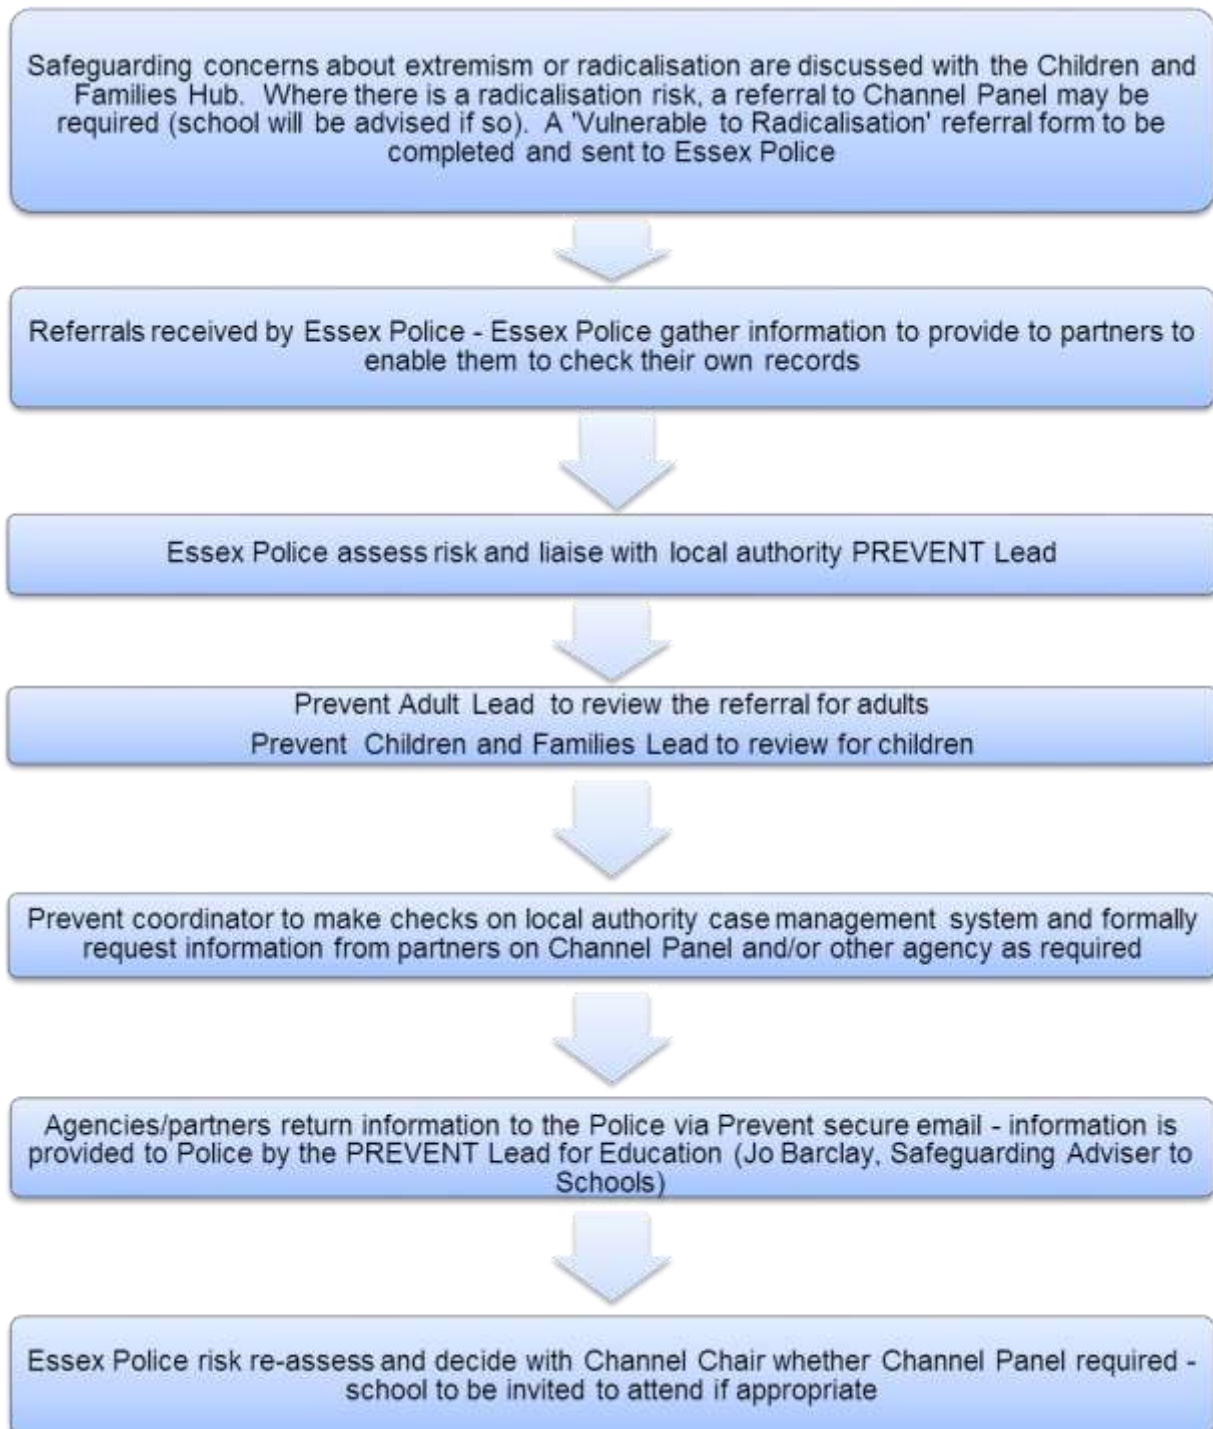 Safeguarding concerns about extremism or radicalisation are discussed with the Children and
Families Hub. Where there is a radicalisation risk, a referral to Channel Panel may be
required (school will be advised if so). A 'Vulnerable to Radicalisation' referral form to be
completed and sent to Essex Police
Referrals received by Essex Police - Essex Police gather information to provide to partners to
enable them to check their own records
Essex Police assess risk and liaise with local authority PREVENT Lead
Prevent Adult Lead to review the referral for adults
Prevent Children and Families Lead to review for children
Prevent coordinator to make checks on local authority case management system and formally
request information from partners on Channel Panel and/or other agency as required
Agencies/partners return information to the Police via Prevent secure email - information is
provided to Police by the PREVENT Lead for Education (Jo Barclay, Safeguarding Adviser to
Schools)
Essex Police risk re-assess and decide with Channel Chair whether Channel Panel required -
school to be invited to attend if appropriate